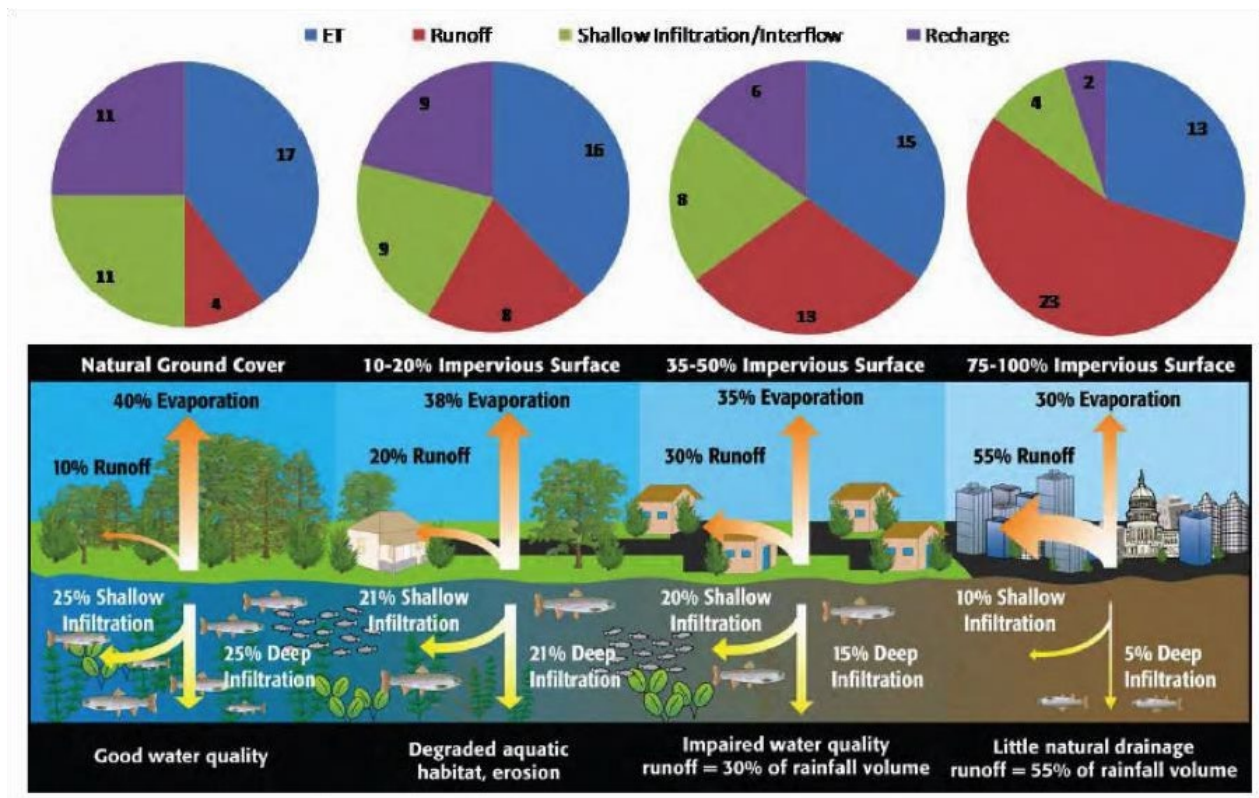 ET Runoff Shallow Infiltration/Interflow Recharge
11
17
11
4
9
16
9
8
6
15
8
13
2
4
13
23
Natural Ground Cover
10-20% Impervious Surface
35-50% Impervious Surface
75-100% Impervious Surface
40% Evaporation
10% Runoff
25% Shallow
Infiltration
25% Deep
Infiltration
Good water quality
38% Evaporation
20% Runoff
21% Shallow
Infiltration
21% Deep
Infiltration
Degraded aquatic
habitat, erosion
35% Evaporation
30% Runoff
20% Shallow
Infiltration
15% Deep
Infiltration
Impaired water quality
runoff = 30% of rainfall volume
30% Evaporation
55% Runoff
10% Shallow
Infiltration
5% Deep
Infiltration
Little natural drainage
runoff = 55% of rainfall volume